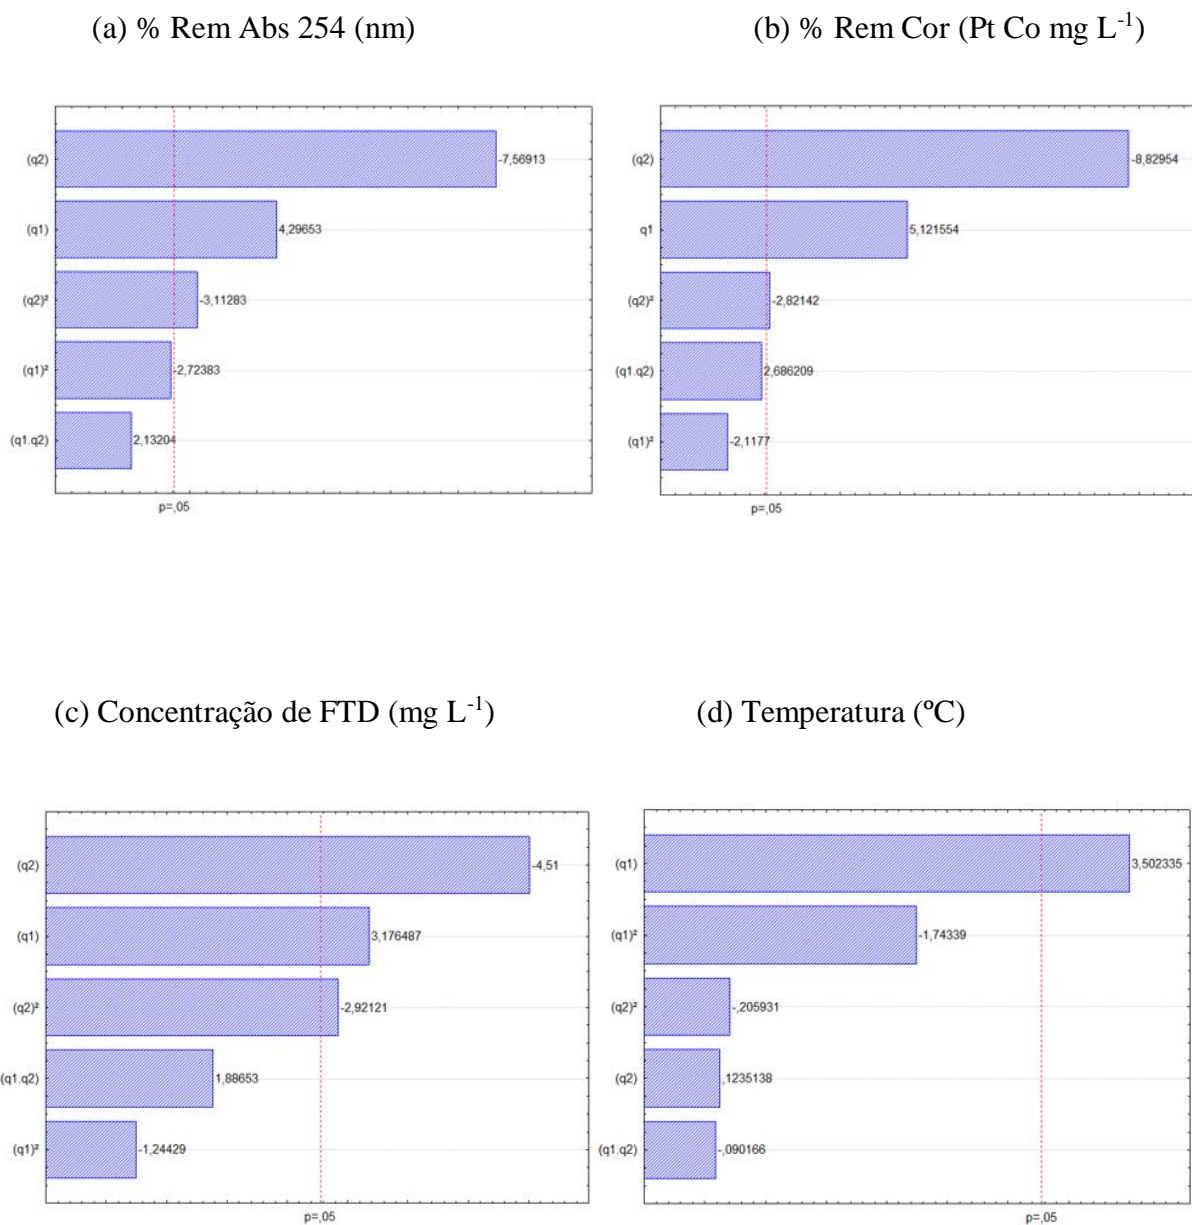 (a) % Rem Abs 254 (nm)
(b) % Rem Cor (Pt Co mg L⁻¹)
(q2) -7,56913
(q1) 4,29653
(q2)² -3,11283
(q1)² -2,72383
(q1.q2) 2,13204
p=,05
(q2) -8,82954
q1 5,121554
(q2)² -2,82142
(q1.q2) 2,686209
(q1)² -2,1177
p=,05
(c) Concentração de FTD (mg L⁻¹)
(d) Temperatura (ºC)
(q2) -4,51
(q1) 3,176487
(q2)² -2,92121
(q1.q2) 1,88653
(q1)² -1,24429
p=,05
(q1) 3,502335
(q1)² -1,74339
(q2)² -,205931
(q2) ,1235138
(q1.q2) -,090166
p=,05